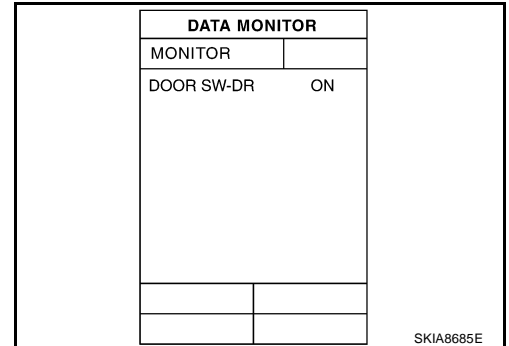 DATA MONITOR
MONITOR
DOOR SW-DR ON
SKIA8685E